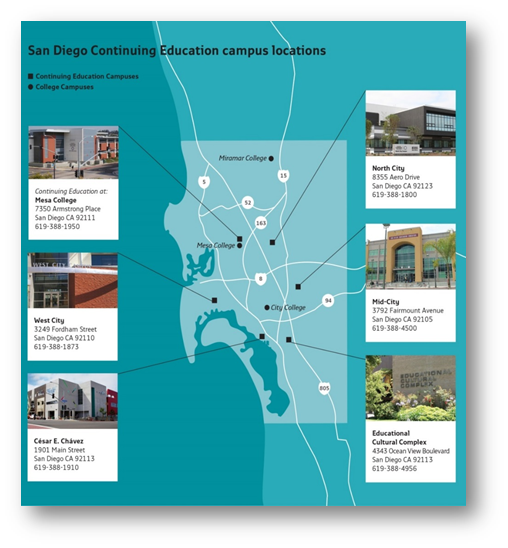 San Diego Continuing Education campus locations
Continuing Education Campuses
College Campuses
Continuing Education at:
Mesa College
7350 Armstrong Place
San Diego CA 92111
619-388-1950
West City
3249 Fordham Street
San Diego CA 92110
619-388-1873
César E. Chávez
1901 Main Street
San Diego CA 92113
619-388-1910
Miramar College
5
15
52
163
Mesa College
8
City College
94
805
North City
8355 Aero Drive
San Diego CA 92123
619-388-1800
Mid-City
3792 Fairmount Avenue
San Diego CA 92105
619-388-4500
EDUCATIONAL
CULTURAL
COMPLEX
Educational
Cultural Complex
4343 Ocean View Boulevard
San Diego CA 92113
619-388-4956
WEST CITY